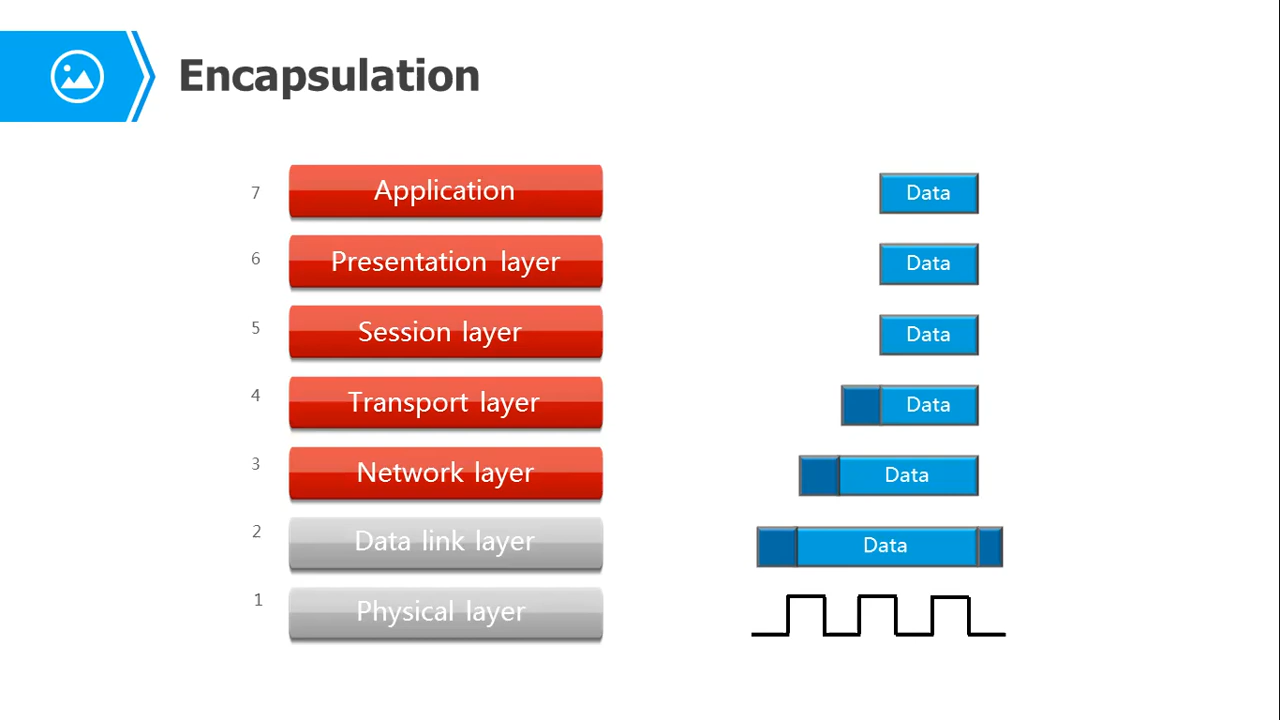 Encapsulation
7 Application Data
6 Presentation layer Data
5 Session layer Data
4 Transport layer Data
3 Network layer Data
2 Data link layer Data
1 Physical layer